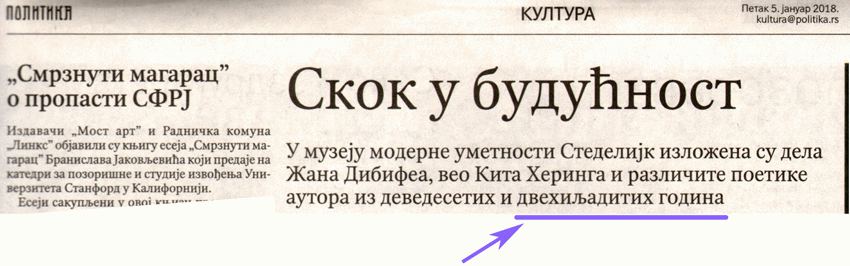 ПОЛИТИКА
КУЛТУРА
Петак 5. јануар 2018.
kultura@politika.rs
„Смрзнути магарац”
о пропасти СФРЈ
Издавачи „Мост арт” и Радничка комуна
„Линкс” објавили су књигу есеја „Смрзнути ма-
гарац” Бранислава Јаковљевића који предаје на
катедри за позоришне и студије извођења Уни-
верзитета Станфорд у Калифорнији.
Есеји сакупљени у овој
Скок у будућност
У музеју модерне уметности Стеделијк изложена су дела
Жана Дибифеа, вео Кита Херинга и различите поетике
аутора из деведесетих и двехиљадитих година